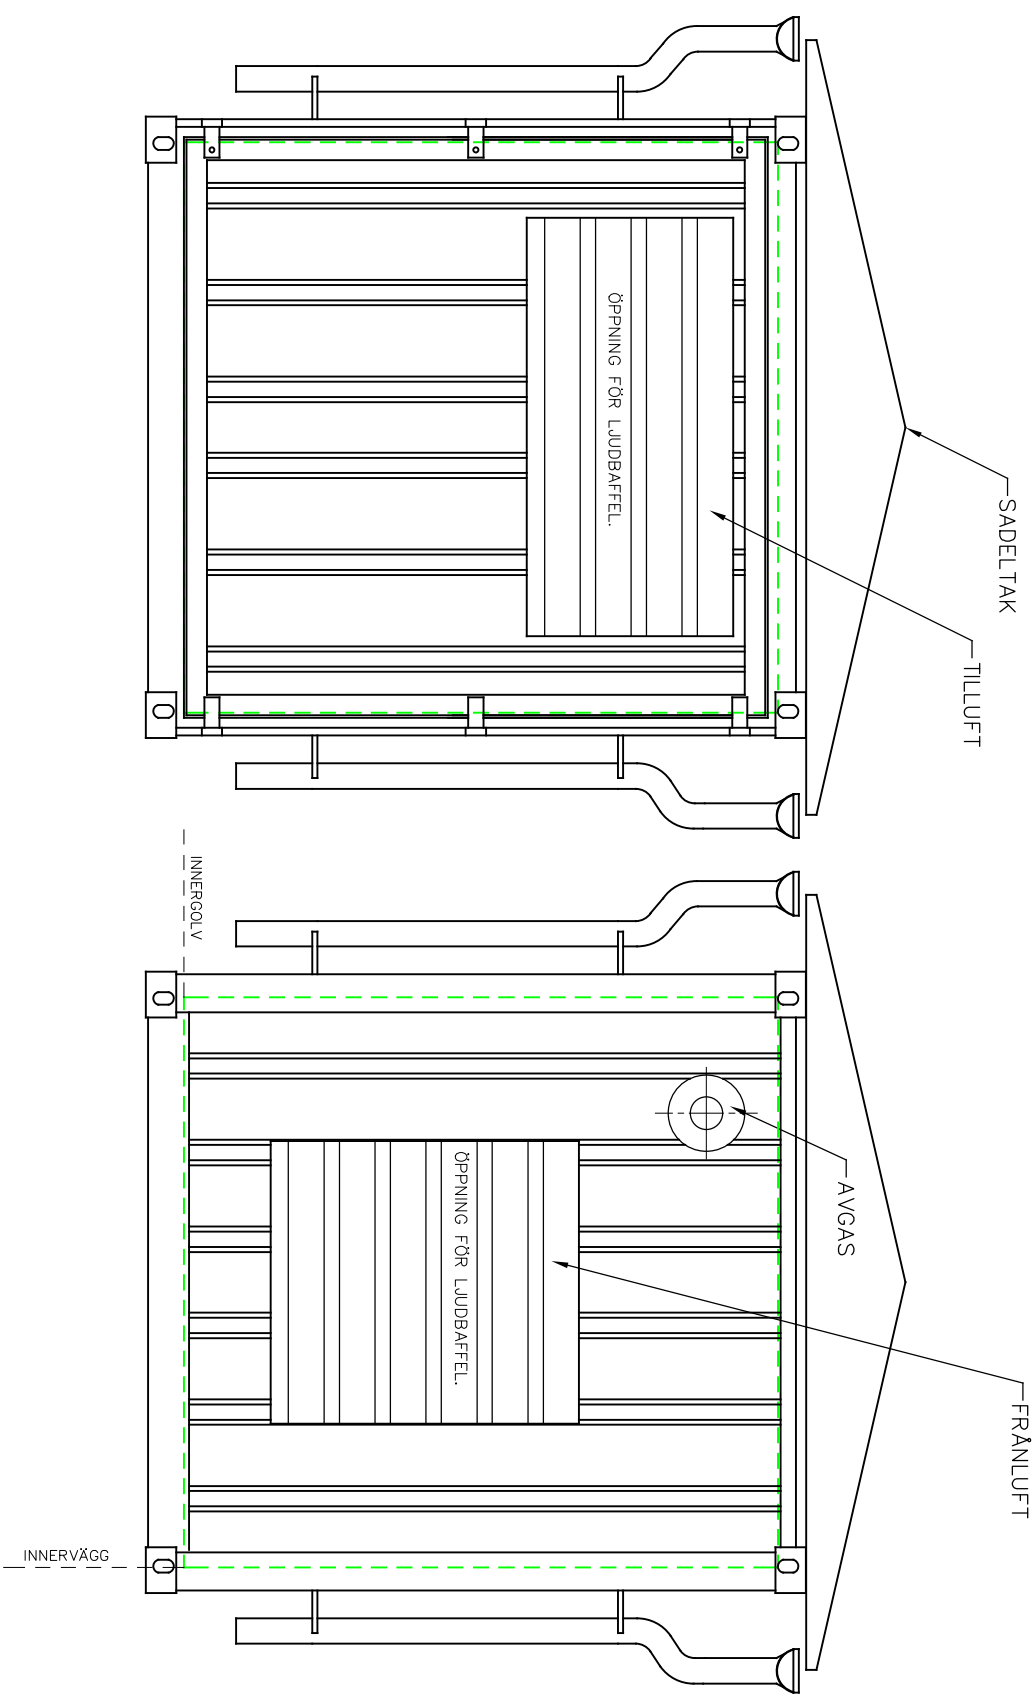 SADELTAK
TILLUFT
ÖPPNING FÖR LJUDBAFFEL.
INNERGOLV
FRÅNLUFT
AVGAS
ÖPPNING FÖR LJUDBAFFEL.
INNERVÄGG